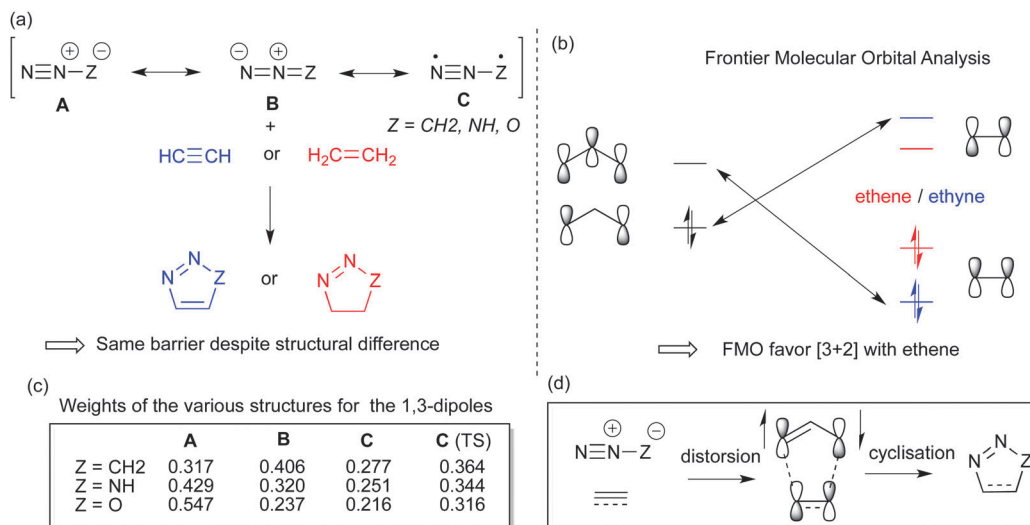 (a)
N≡N–Z ⊕ ⊖
N=N=Z ⊖ ⊕
N≡N–Z
A
B
C
+
Z = CH2, NH, O
HC≡CH or H₂C=CH₂
N N Z or N N Z
Same barrier despite structural difference
(b)
Frontier Molecular Orbital Analysis
ethene / ethyne
FMO favor [3+2] with ethene
(c)
Weights of the various structures for the 1,3-dipoles
A B C C (TS)
Z = CH2 0.317 0.406 0.277 0.364
Z = NH 0.429 0.320 0.251 0.344
Z = O 0.547 0.237 0.216 0.316
(d)
N≡N–Z ⊕ ⊖
distorsion
cyclisation
N N Z